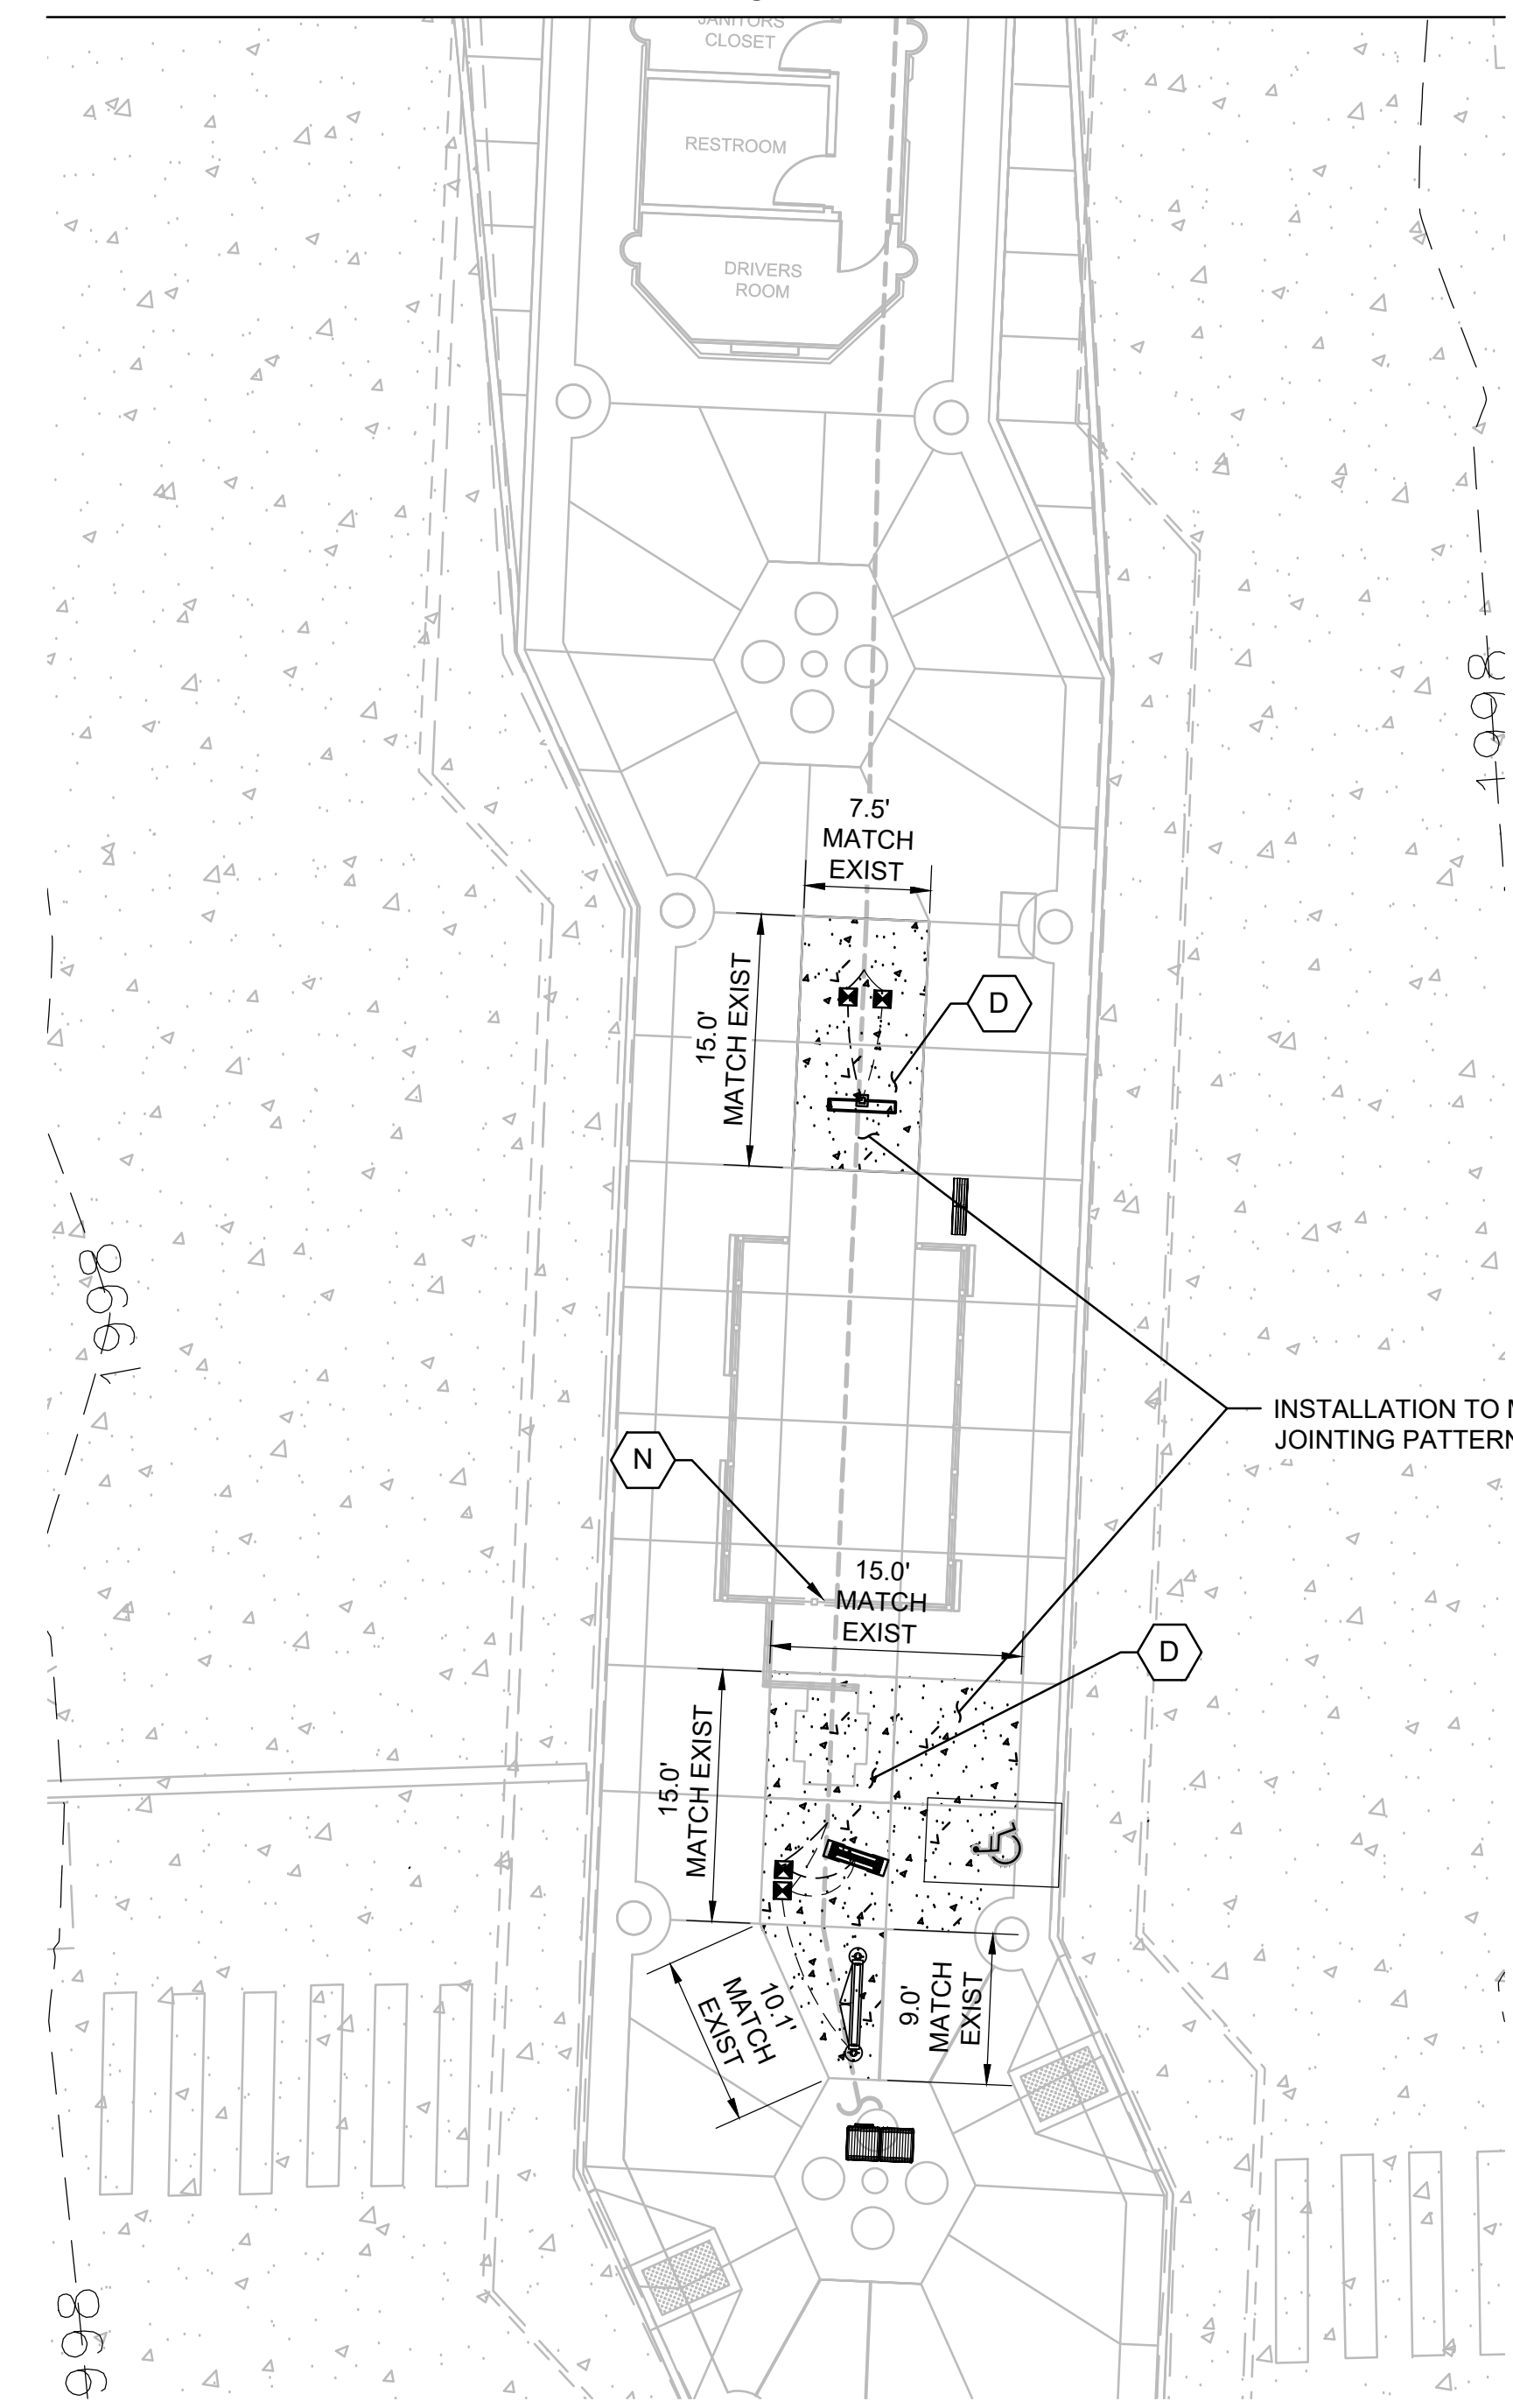 JANITORS
CLOSET
RESTROOM
DRIVERS
ROOM
1998
7.5'
MATCH
EXIST
15.0'
MATCH EXIST
D
1998
INSTALLATION TO
JOINTING PATTERN
N
15.0'
MATCH
EXIST
D
15.0'
MATCH EXIST
10.1'
MATCH
EXIST
9.0'
MATCH
EXIST
998